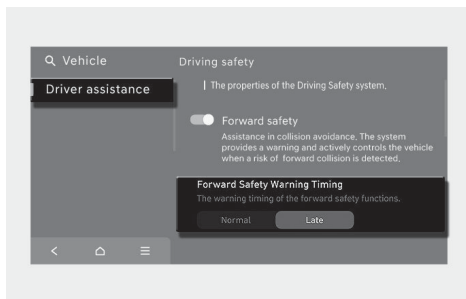 Vehicle
Driving safety
Driver assistance
The properties of the Driving Safety system.
Forward safety
Assistance in collision avoidance. The system
provides a warning and actively controls the vehicle
when a risk of forward collision is detected.
Forward Safety Warning Timing
The warning timing of the forward safety functions.
Normal
Late